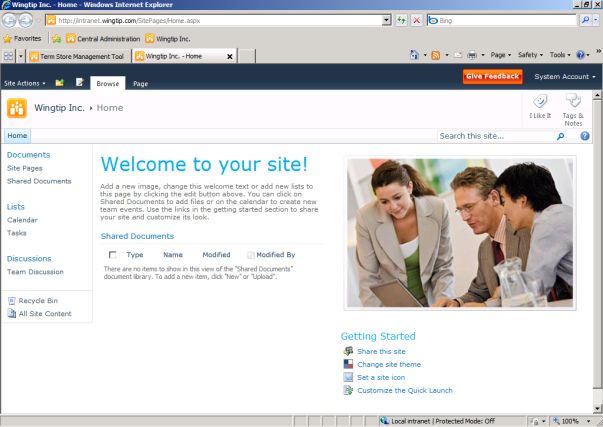 Wingtip Inc. - Home - Windows Internet Explorer
http://intranet.wingtip.com/SitePages/Home.aspx
Bing
Favorites Central Administration Wingtip Inc.
Term Store Management Tool Wingtip Inc. - Home
Page Safety Tools
Site Actions Browse Page Give Feedback System Account
Wingtip Inc. Home
I Like It Tags & Notes
Home
Search this site...
Documents
Site Pages
Shared Documents
Lists
Calendar
Tasks
Discussions
Team Discussion
Recycle Bin
All Site Content
Welcome to your site!
Add a new image, change this welcome text or add new lists to
this page by clicking the edit button above. You can click on
Shared Documents to add files or on the calendar to create new
team events. Use the links in the getting started section to share
your site and customize its look.
Shared Documents
Type Name Modified Modified By
There are no items to show in this view of the "Shared Documents"
document library. To add a new item, click "New" or "Upload".
Getting Started
Share this site
Change site theme
Set a site icon
Customize the Quick Launch
Local intranet | Protected Mode: Off 100%